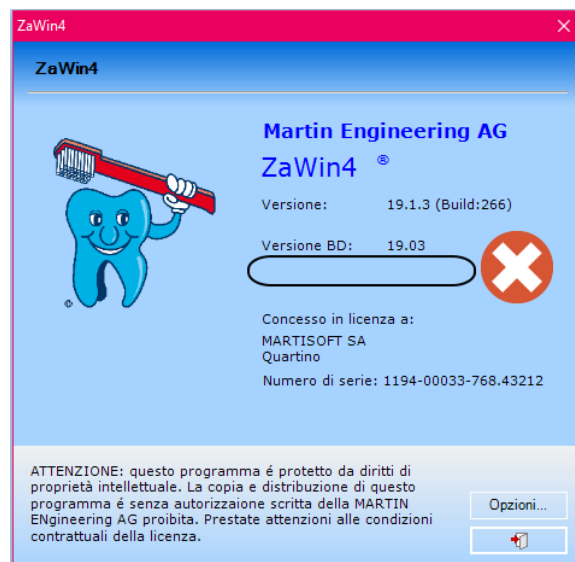 ZaWin4
ZaWin4
Martin Engineering AG
ZaWin4 ®
Versione: 19.1.3 (Build:266)
Versione BD: 19.03
Concesso in licenza a:
MARTISOFT SA
Quartino
Numero di serie: 1194-00033-768.43212
ATTENZIONE: questo programma é protetto da diritti di
proprietà intellettuale. La copia e distribuzione di questo
programma é senza autorizzaione scritta della MARTIN
ENgineering AG proibita. Prestate attenzioni alle condizioni
contrattuali della licenza.
Opzioni...